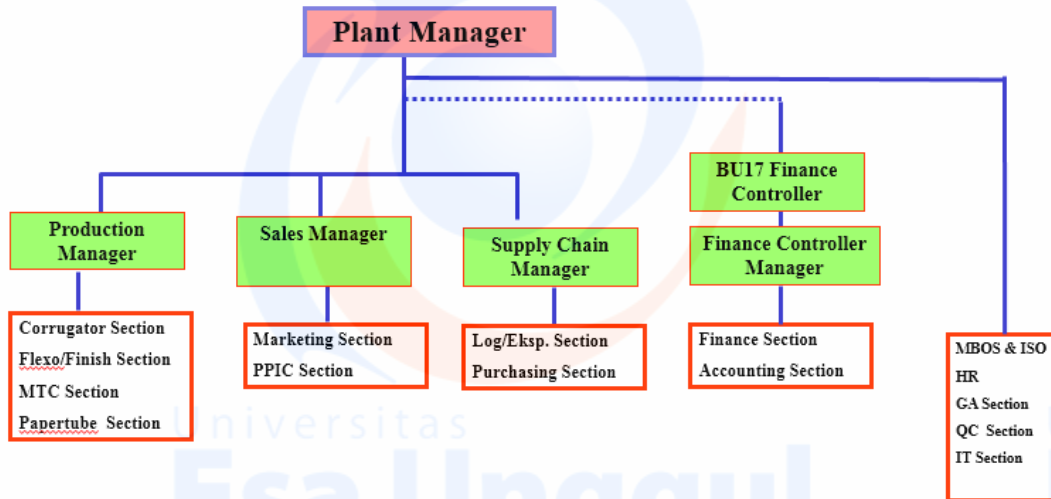 Plant Manager
BU17 Finance
Controller
Production
Manager
Sales Manager
Supply Chain
Manager
Finance Controller
Manager
Corrugator Section
Flexo/Finish Section
MTC Section
Papertube Section
Marketing Section
PPIC Section
Log/Eksp. Section
Purchasing Section
Finance Section
Accounting Section
MBOS & ISO
HR
GA Section
QC Section
IT Section
Universitas
Esa Unggul